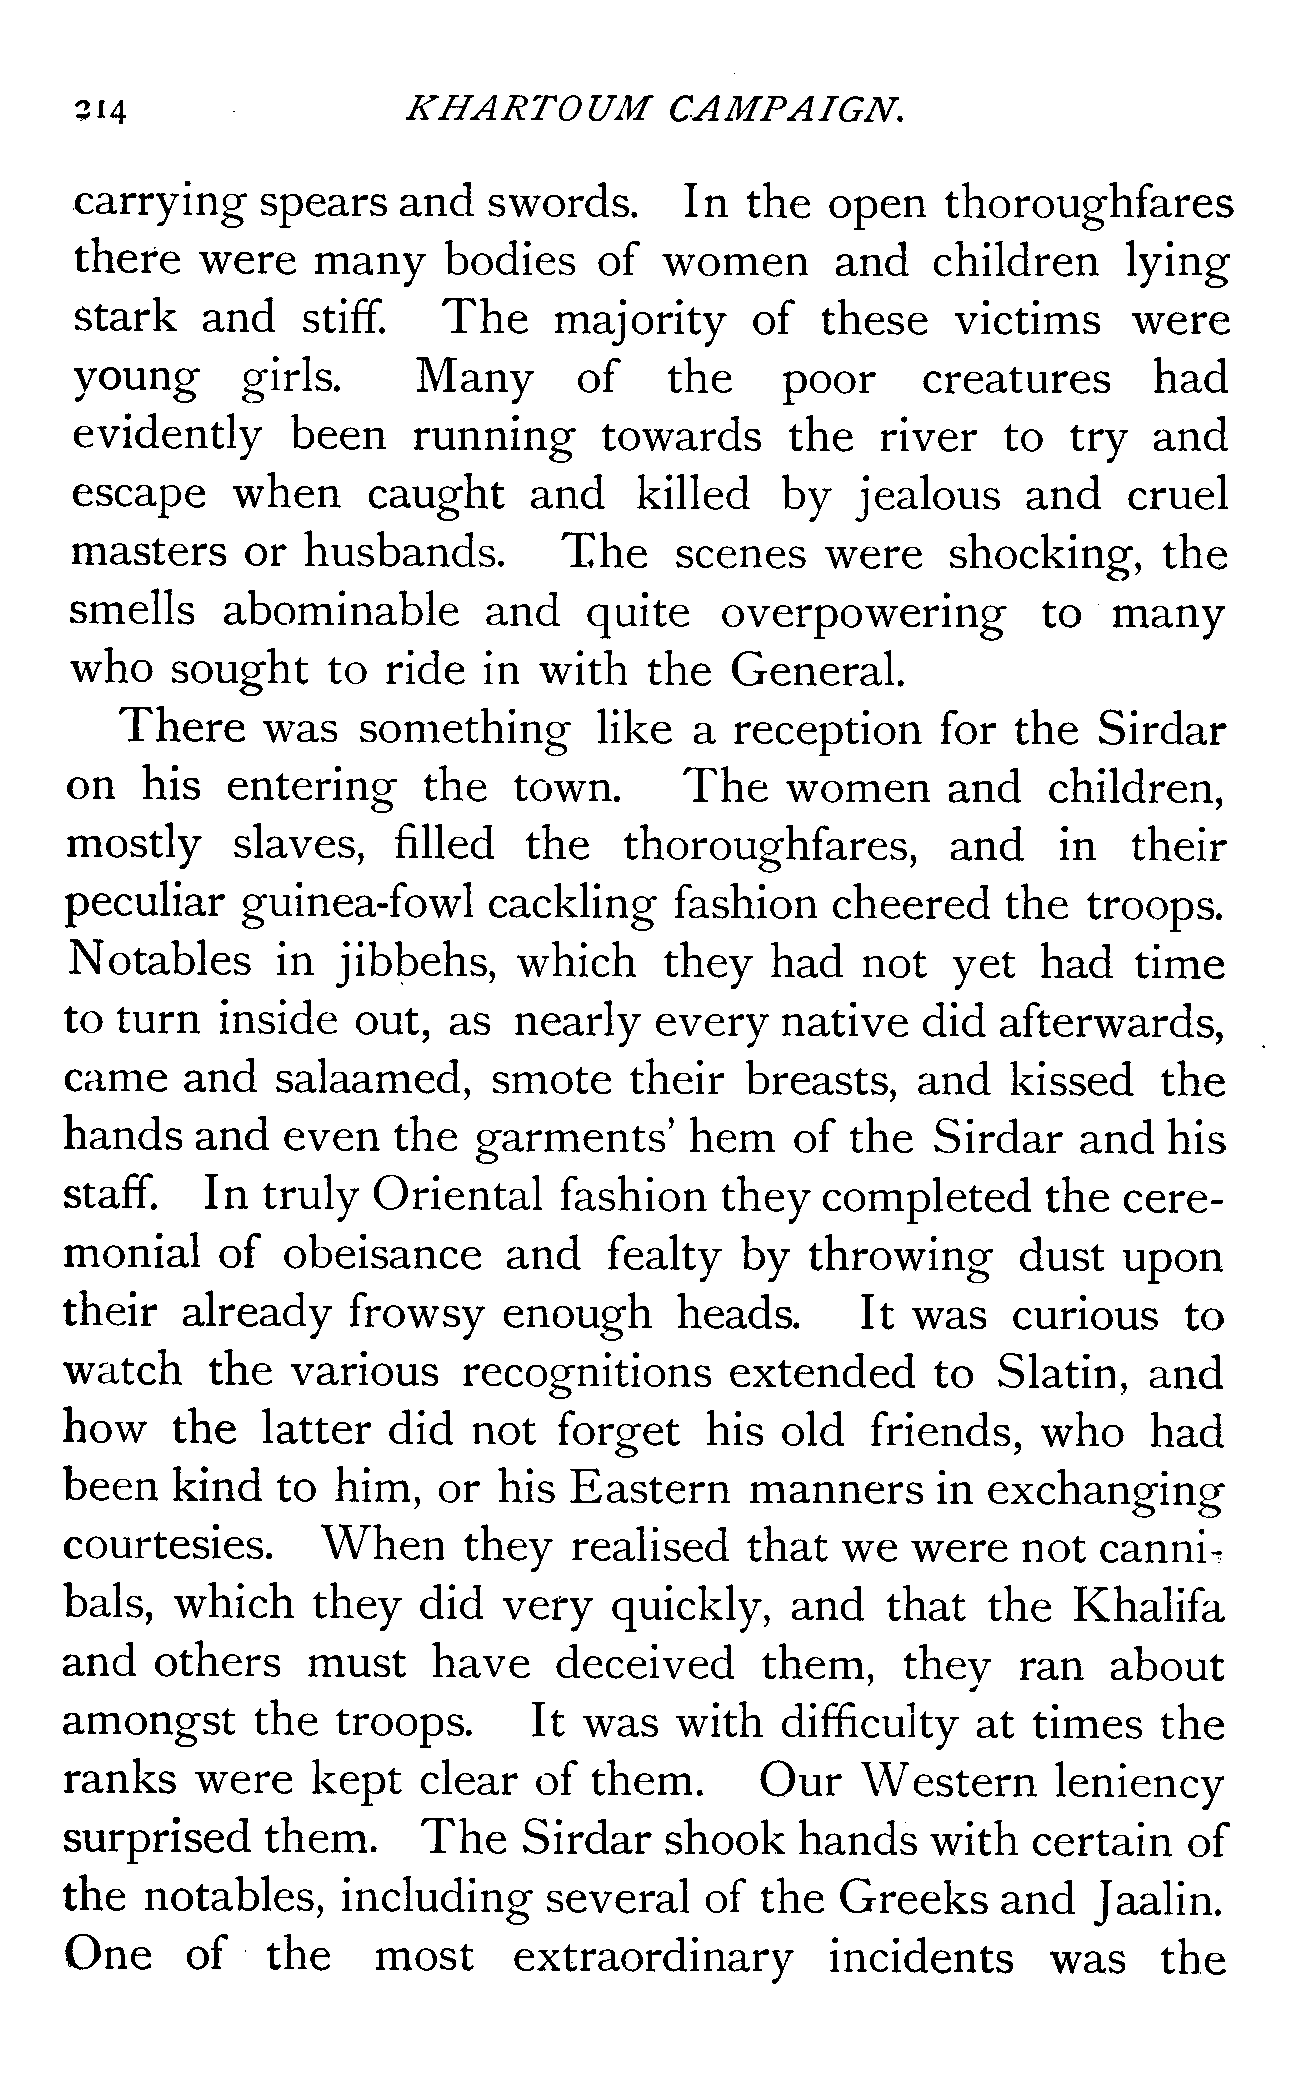 214 KHARTOUM CAMPAIGN.
carrying spears and swords. In the open thoroughfares
there were many bodies of women and children lying
stark and stiff. The majority of these victims were
young girls. Many of the poor creatures had
evidently been running towards the river to try and
escape when caught and killed by jealous and cruel
masters or husbands. The scenes were shocking, the
smells abominable and quite overpowering to many
who sought to ride in with the General.
There was something like a reception for the Sirdar
on his entering the town. The women and children,
mostly slaves, filled the thoroughfares, and in their
peculiar guinea-fowl cackling fashion cheered the troops.
Notables in jibbehs, which they had not yet had time
to turn inside out, as nearly every native did afterwards,
came and salaamed, smote their breasts, and kissed the
hands and even the garments' hem of the Sirdar and his
staff. In truly Oriental fashion they completed the cere-
monial of obeisance and fealty by throwing dust upon
their already frowsy enough heads. It was curious to
watch the various recognitions extended to Slatin, and
how the latter did not forget his old friends, who had
been kind to him, or his Eastern manners in exchanging
courtesies. When they realised that we were not canni-
bals, which they did very quickly, and that the Khalifa
and others must have deceived them, they ran about
amongst the troops. It was with difficulty at times the
ranks were kept clear of them. Our Western leniency
surprised them. The Sirdar shook hands with certain of
the notables, including several of the Greeks and Jaalin.
One of the most extraordinary incidents was the